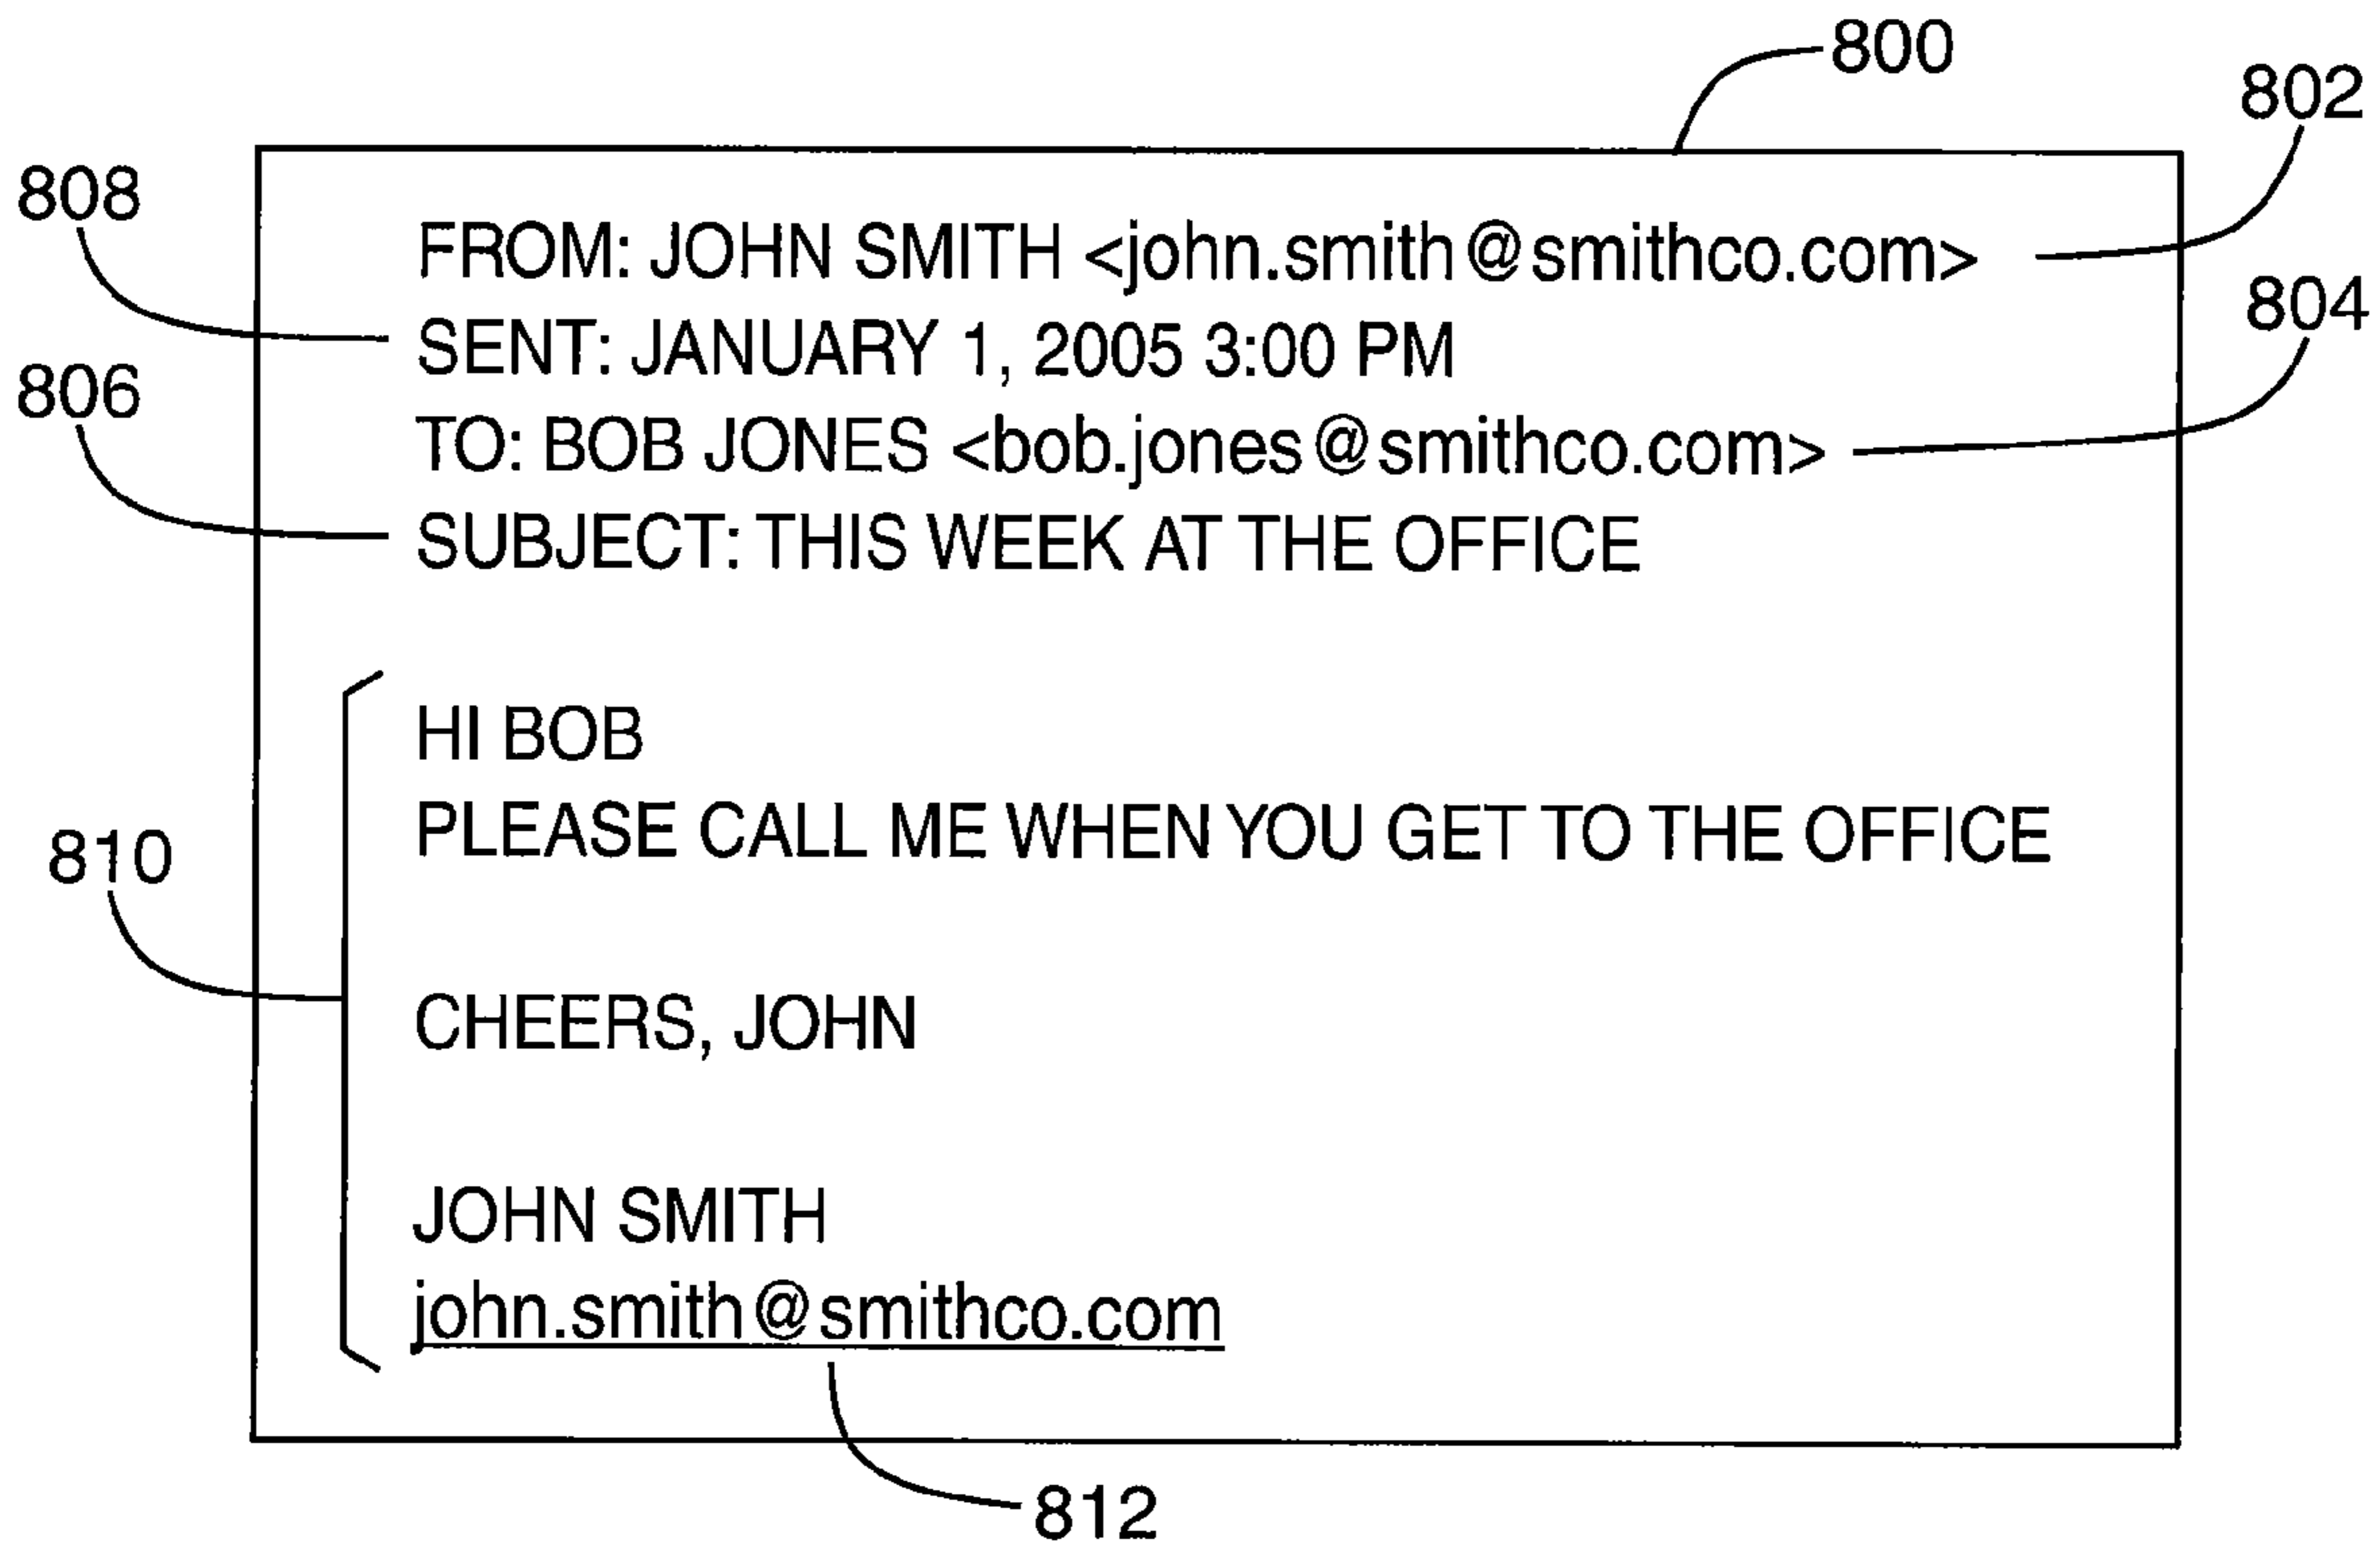 800
802
808
FROM: JOHN SMITH <john.smith@smithco.com>
804
SENT: JANUARY 1, 2005 3:00 PM
806
TO: BOB JONES <bob.jones@smithco.com>
SUBJECT: THIS WEEK AT THE OFFICE
HI BOB
PLEASE CALL ME WHEN YOU GET TO THE OFFICE
810
CHEERS, JOHN
JOHN SMITH
john.smith@smithco.com
812